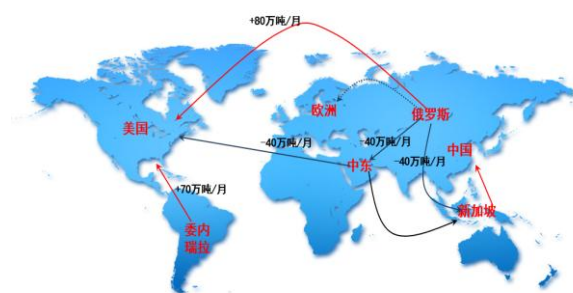 +80万吨/月
欧洲
俄罗斯
美国
-40万吨/月
-40万吨/月
中国
中东
-40万吨/月
+70万吨/月
新加坡
委内
瑞拉